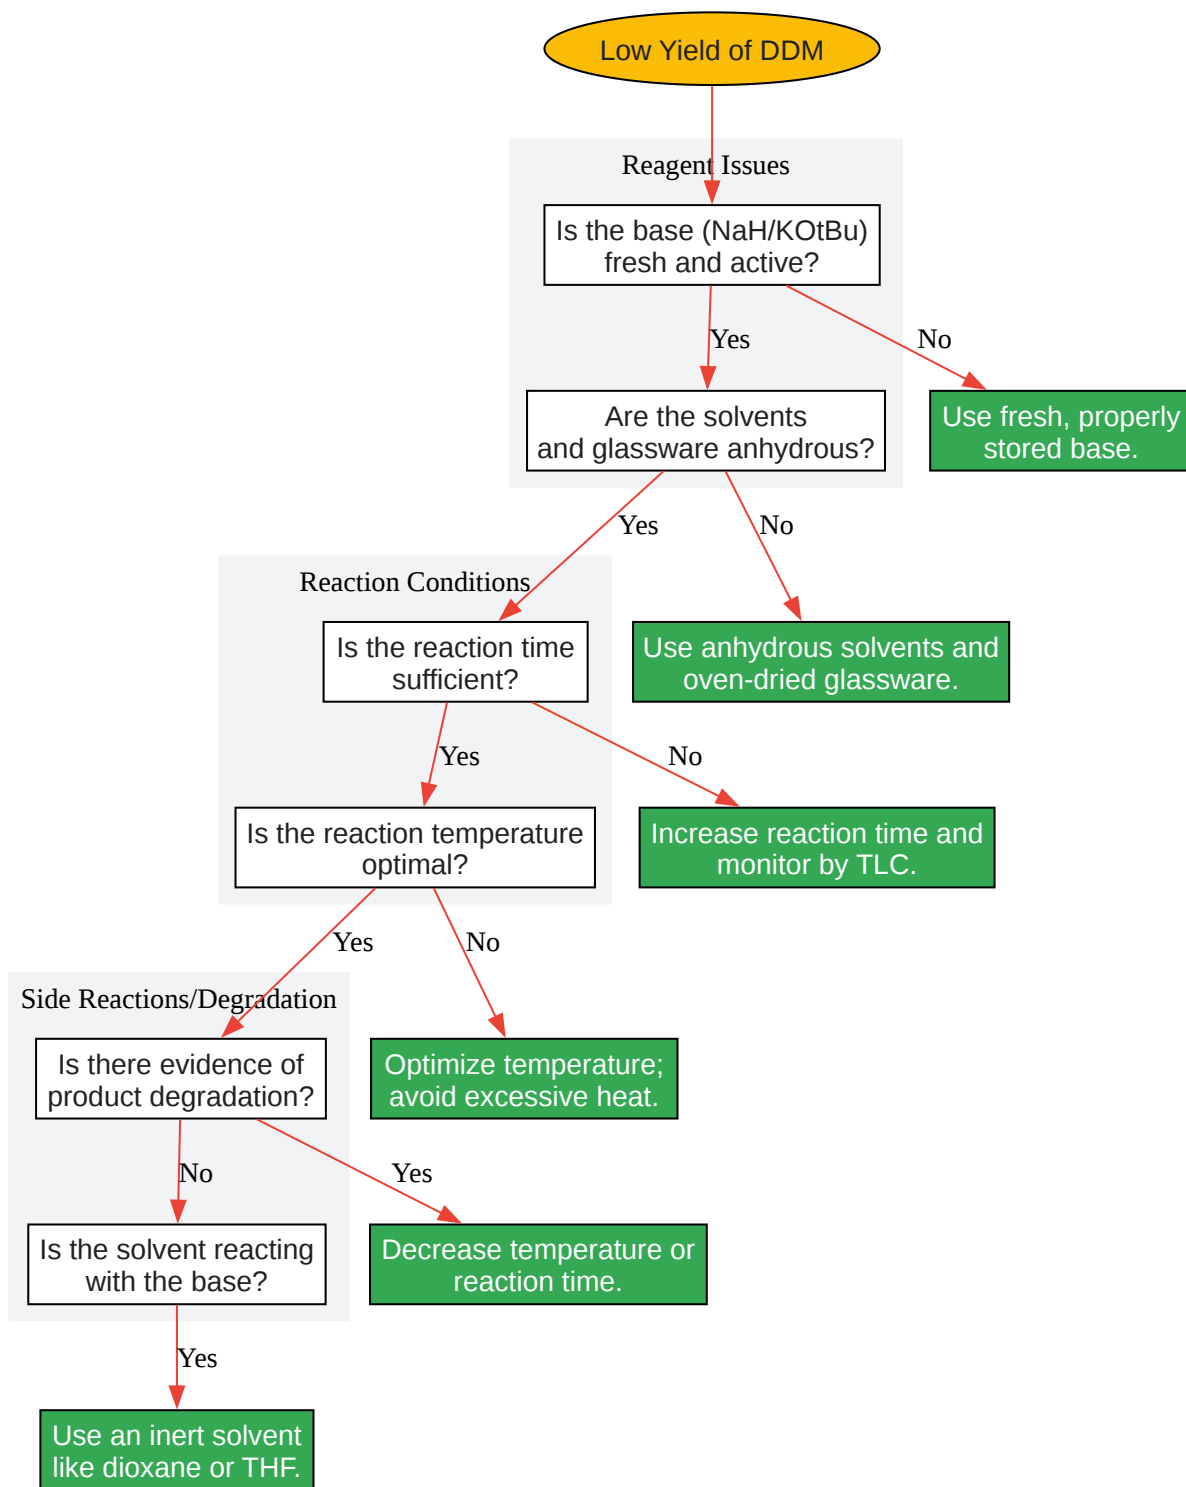 Low Yield of DDM
Reagent Issues
Is the base (NaH/KOtBu)
fresh and active?
Yes
No
Are the solvents
and glassware anhydrous?
Use fresh, properly
stored base.
Yes
No
Reaction Conditions
Is the reaction time
sufficient?
Use anhydrous solvents and
oven-dried glassware.
Yes
No
Is the reaction temperature
optimal?
Increase reaction time and
monitor by TLC.
Yes
No
Side Reactions/Degradation
Is there evidence of
product degradation?
Optimize temperature;
avoid excessive heat.
No
Yes
Is the solvent reacting
with the base?
Decrease temperature or
reaction time.
Yes
Use an inert solvent
like dioxane or THF.